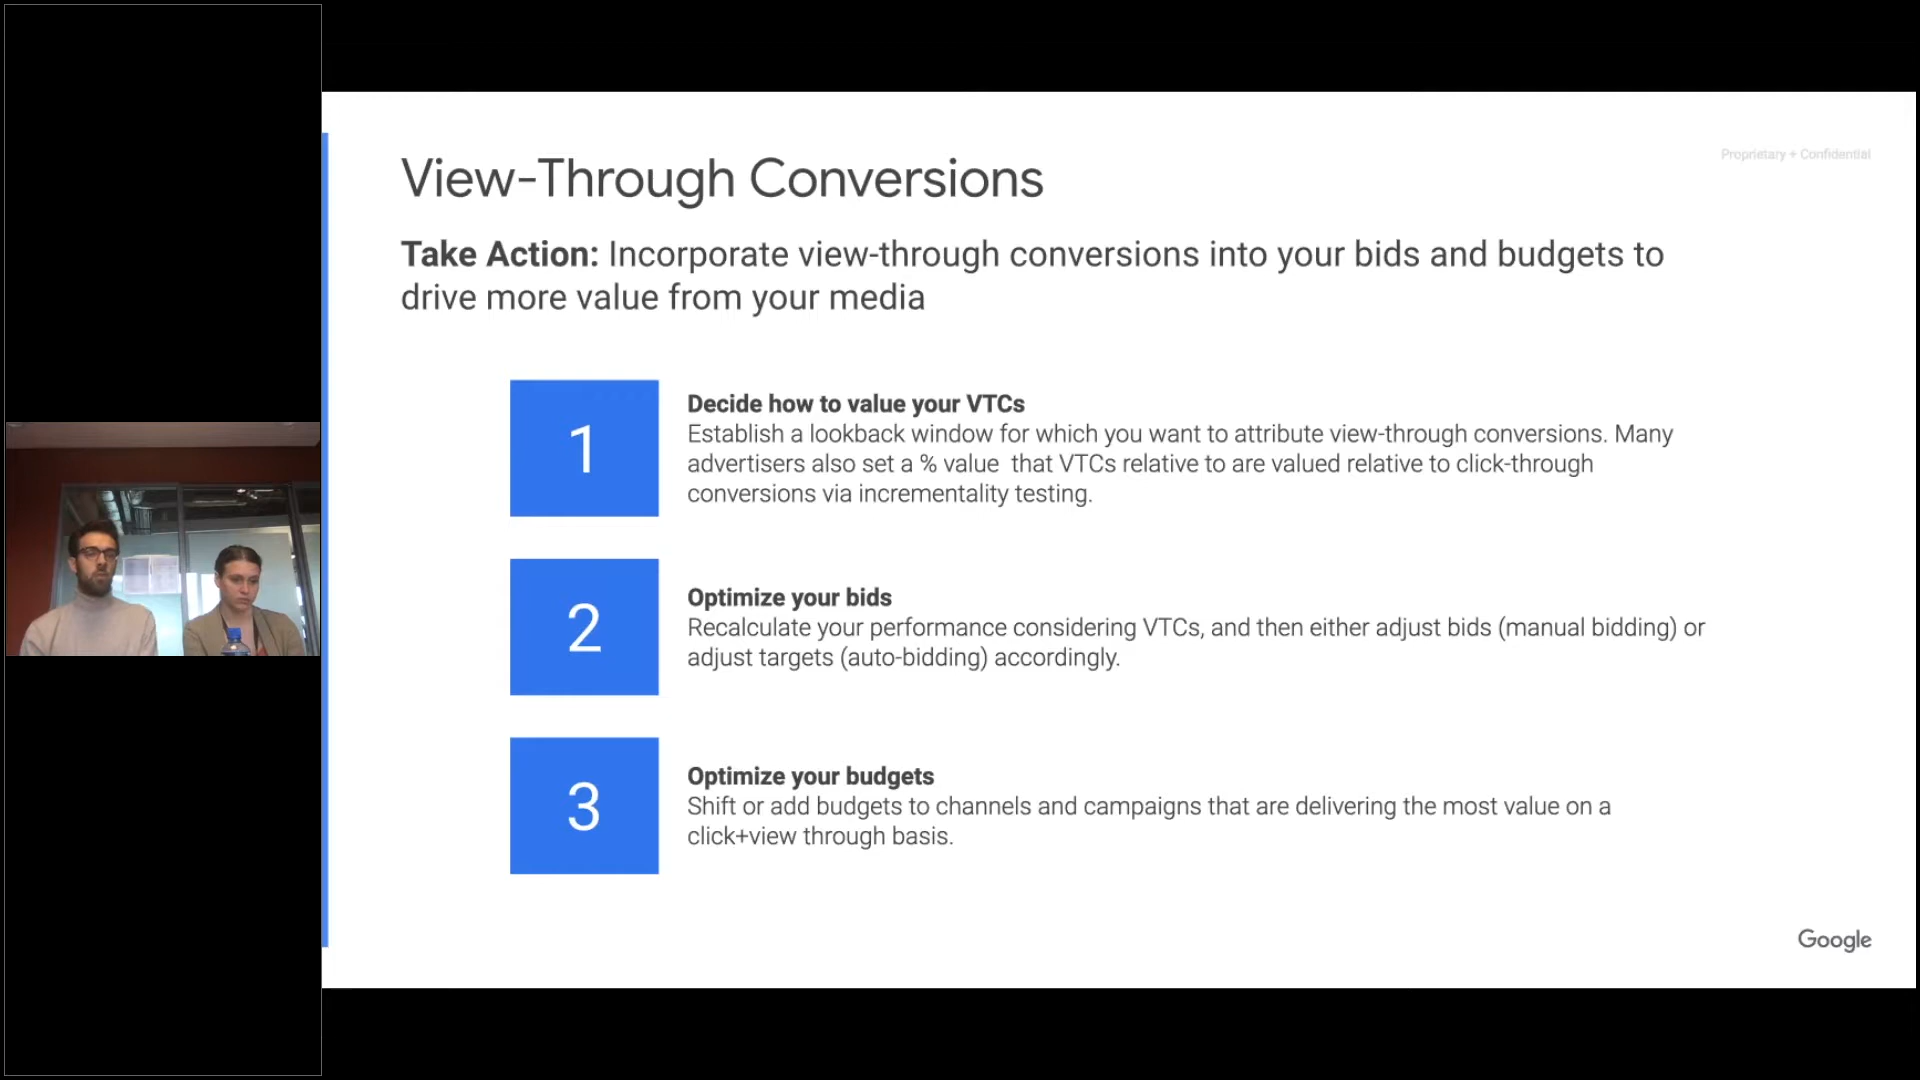 View-Through Conversions
Proprietary + Confidential
Take Action: Incorporate view-through conversions into your bids and budgets to
drive more value from your media
1
Decide how to value your VTCs
Establish a lookback window for which you want to attribute view-through conversions. Many
advertisers also set a % value  that VTCs relative to are valued relative to click-through
conversions via incrementality testing.
2
Optimize your bids
Recalculate your performance considering VTCs, and then either adjust bids (manual bidding) or
adjust targets (auto-bidding) accordingly.
3
Optimize your budgets
Shift or add budgets to channels and campaigns that are delivering the most value on a
click+view through basis.
Google